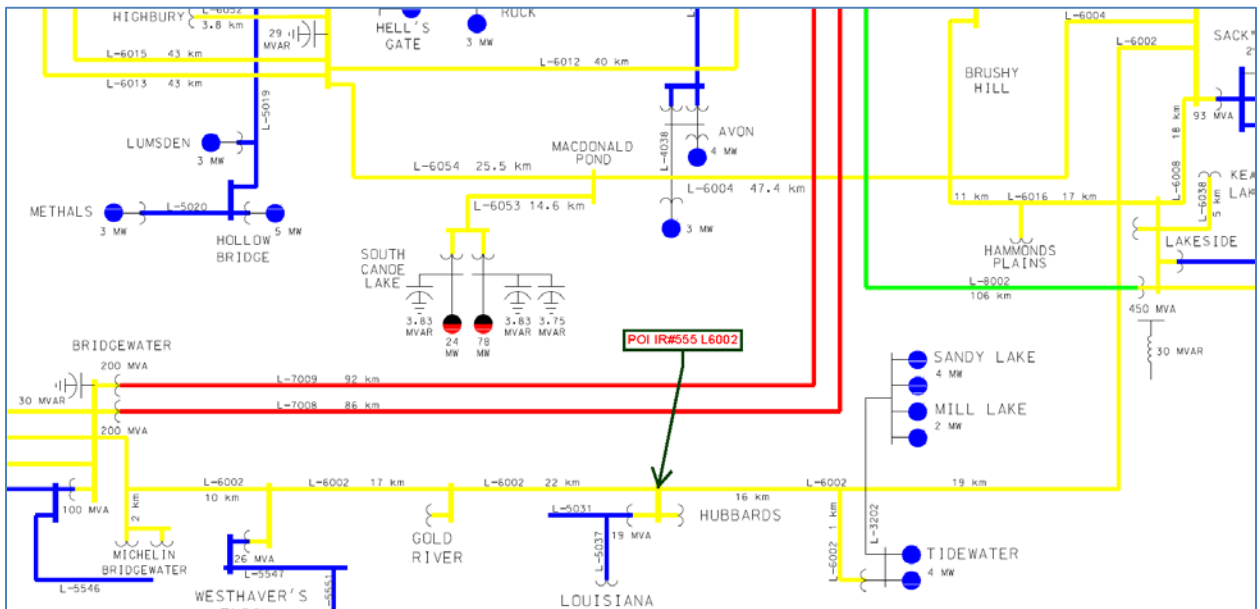 HIGHBURY
L-6052
3.8 km
29
MVAR
HELL'S
GATE
ROCK
3 MW
L-6004
L-6002
SACK
BRUSHY
HILL
L-6015 43 km
L-6013 43 km
L-6012 40 km
L-5019
LUMSDEN
3 MW
METHALS
3 MW
L-5020
5 MW
HOLLOW
BRIDGE
L-4038
AVON
4 MW
3 MW
MACDONALD
POND
L-6054 25.5 km
L-6004 47.4 km
L-6053 14.6 km
93 MVA
18 km
L-6008
11 km L-6016 17 km
L-6038
5 km
HAMMONDS
PLAINS
LAKESIDE
L-8002
106 km
450 MVA
30 MVAR
SOUTH
CANOE
LAKE
3.83
MVAR
24
MW
78
MW
3.83
MVAR
3.75
MVAR
POI IR#555 L6002
BRIDGEWATER
200 MVA
30 MVAR
L-7009 92 km
L-7008 86 km
200 MVA
SANDY LAKE
4 MW
MILL LAKE
2 MW
100 MVA
2 km
MICHELIN
BRIDGEWATER
L-5546
L-6002
10 km
L-6002 17 km
L-6002 22 km
16 km
L-6002
19 km
26 MVA
L-5547
L-5551
WESTHAVER'S
GOLD
RIVER
L-5031
L-5037
19 MVA
HUBBARDS
LOUISIANA
L-6002 1 km
L-3202
TIDEWATER
4 MW